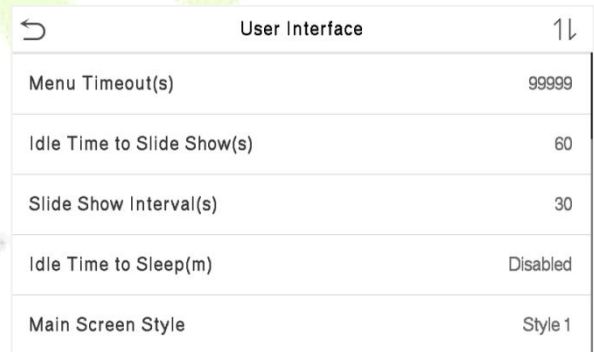 User Interface
Menu Timeout(s) 99999
Idle Time to Slide Show(s) 60
Slide Show Interval(s) 30
Idle Time to Sleep(m) Disabled
Main Screen Style Style 1